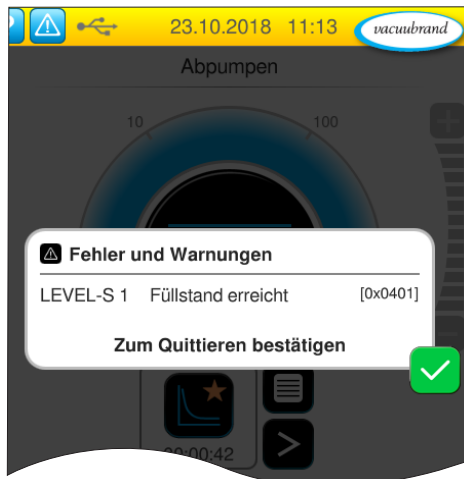 23.10.2018 11:13 vacuubrand
Abpumpen
10 100
Fehler und Warnungen
LEVEL-S 1 Füllstand erreicht [0x0401]
Zum Quittieren bestätigen
00:00:42